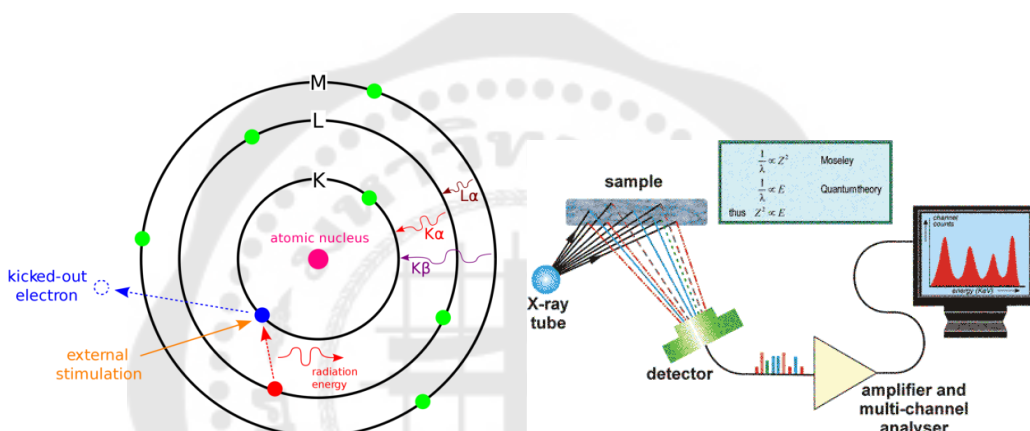 M
L
K
Lα
Kα
atomic nucleus
Kβ
kicked-out
electron
external
stimulation
radiation
energy
sample
1/λ ∝ Z² Moseley
1/λ ∝ E Quantumtheory
thus Z² ∝ E
X-ray
tube
detector
channel
counts
energy (KeV)
amplifier and
multi-channel
analyser